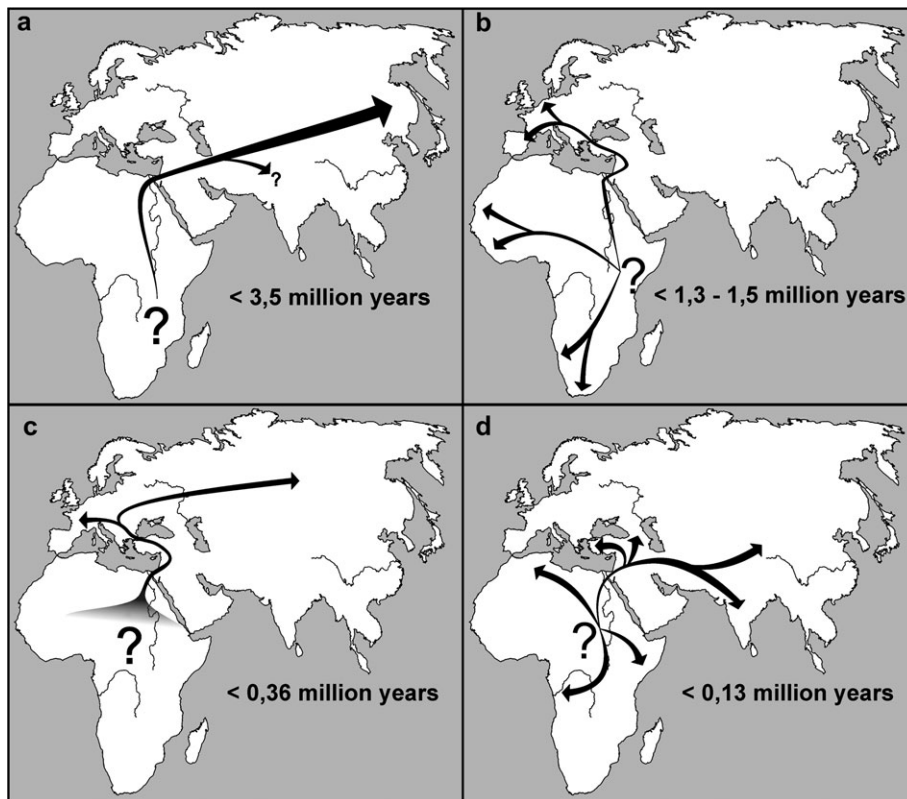 a
?
?
< 3,5 million years
b
?
< 1,3 - 1,5 million years
c
?
< 0,36 million years
d
?
< 0,13 million years